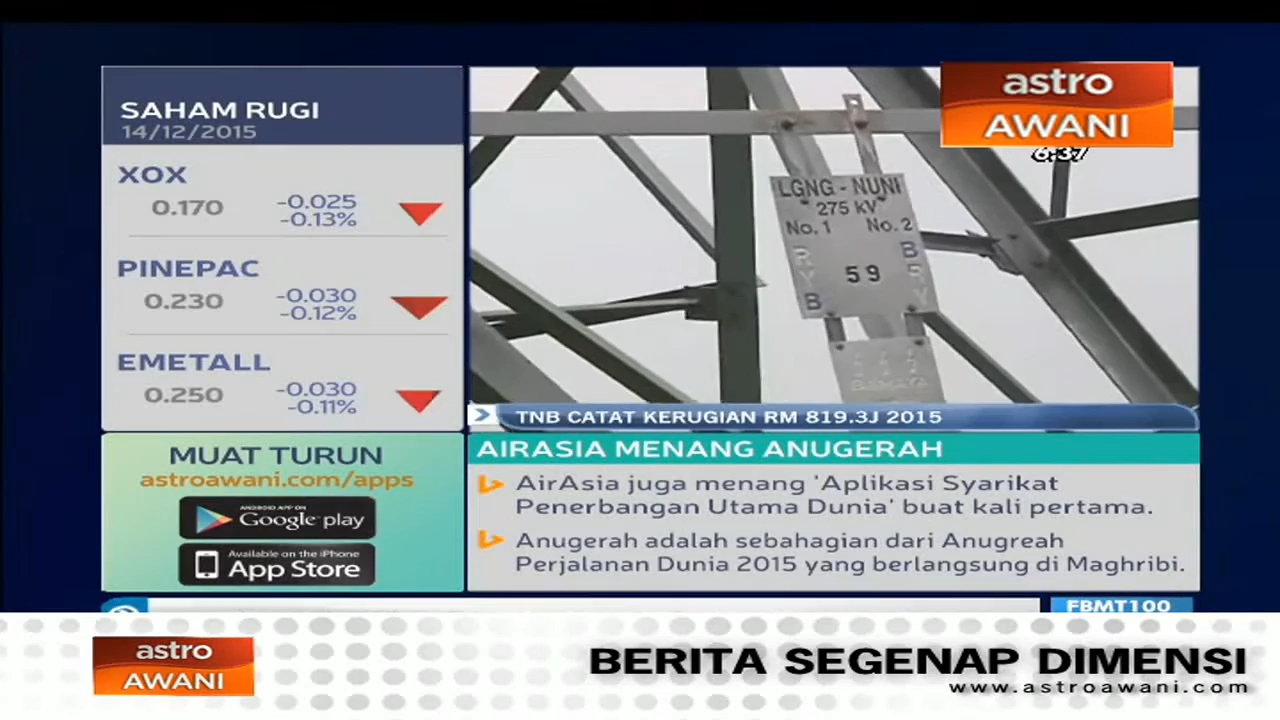 SAHAM RUGI
14/12/2015
XOX
0.170
-0.025
-0.13%
PINEPAC
0.230
-0.030
-0.12%
EMETALL
0.250
-0.030
-0.11%
MUAT TURUN
astroawani.com/apps
ANDROID APP ON
Google play
Available on the iPhone
App Store
astro
AWANI
6:37
LGNG - NUNI
275 kV
No. 1 No. 2
R B
Y
59
B
TNB CATAT KERUGIAN RM 819.3J 2015
AIRASIA MENANG ANUGERAH
AirAsia juga menang 'Aplikasi Syarikat
Penerbangan Utama Dunia' buat kali pertama.
Anugerah adalah sebahagian dari Anugreah
Perjalanan Dunia 2015 yang berlangsung di Maghribi.
FBMT100
astro
AWANI
BERITA SEGENAP DIMENSI
www.astroawani.com